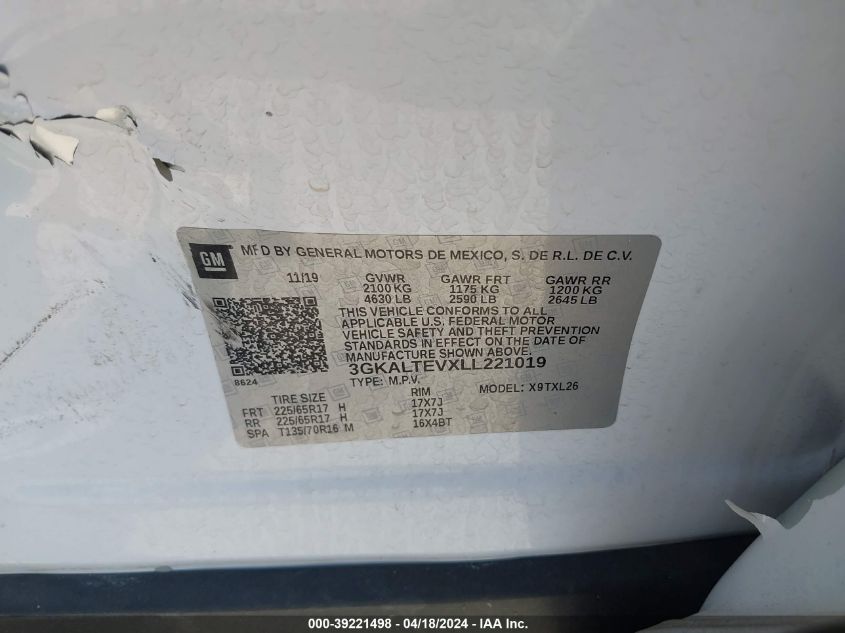 GM MFD BY GENERAL MOTORS DE MEXICO, S. DE R.L. DE C.V.
11/19 GVWR GAWR FRT GAWR RR
2100 KG 1175 KG 1200 KG
4630 LB 2590 LB 2645 LB
THIS VEHICLE CONFORMS TO ALL
APPLICABLE U.S. FEDERAL MOTOR
VEHICLE SAFETY AND THEFT PREVENTION
STANDARDS IN EFFECT ON THE DATE OF
MANUFACTURE SHOWN ABOVE.
3GKALTEVXLL221019
8624 TYPE: M.P.V. MODEL: X9TXL26
TIRE SIZE RIM
FRT 225/65R17 H 17X7J
RR 225/65R17 H 17X7J
SPA T135/70R16 M 16X4BT
000-39221498 - 04/18/2024 - IAA Inc.